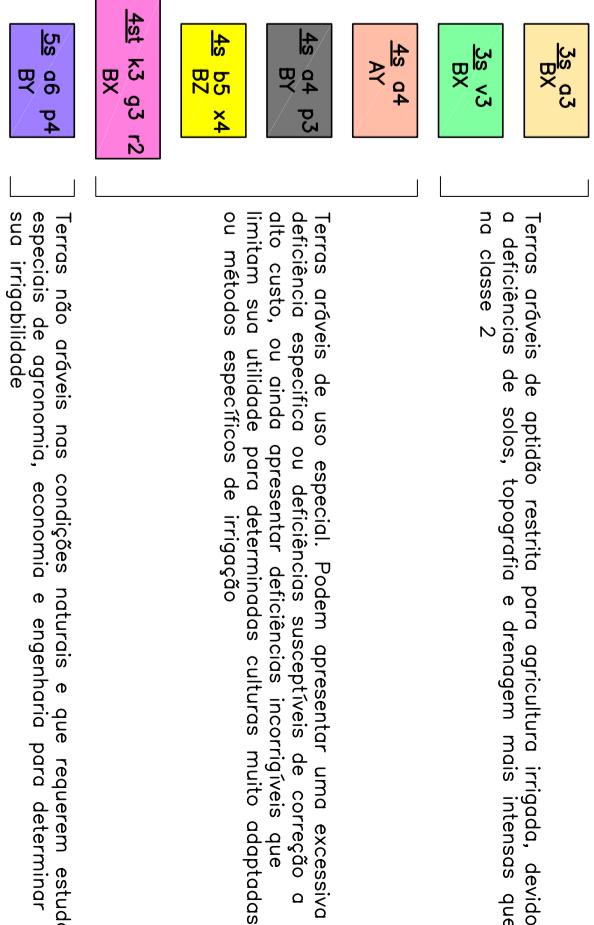 3s a3
BX
3s v3
BX
Terras aráveis de aptidão restrita para agricultura irrigada, devido
a deficiências de solos, topografia e drenagem mais intensas que
na classe 2
4s a4
AY
4s a4 p3
BY
4s b5 x4
BZ
4st k3 g3 r2
BX
Terras aráveis de uso especial. Podem apresentar uma excessiva
deficiência especifica ou deficiências susceptíveis de correção a
alto custo, ou ainda apresentar deficiências incorrigíveis que
limitam sua utilidade para determinadas culturas muito adaptadas
ou métodos específicos de irrigação
5s a6 p4
BY
Terras não aráveis nas condições naturais e que requerem estud
especiais de agronomia, economia e engenharia para determinar
sua irrigabilidade